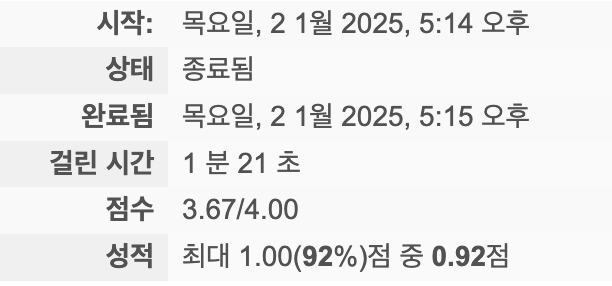 시작: 목요일, 2 1월 2025, 5:14 오후
상태 종료됨
완료됨 목요일, 2 1월 2025, 5:15 오후
걸린 시간 1 분 21 초
점수 3.67/4.00
성적 최대 1.00(92%)점 중 0.92점